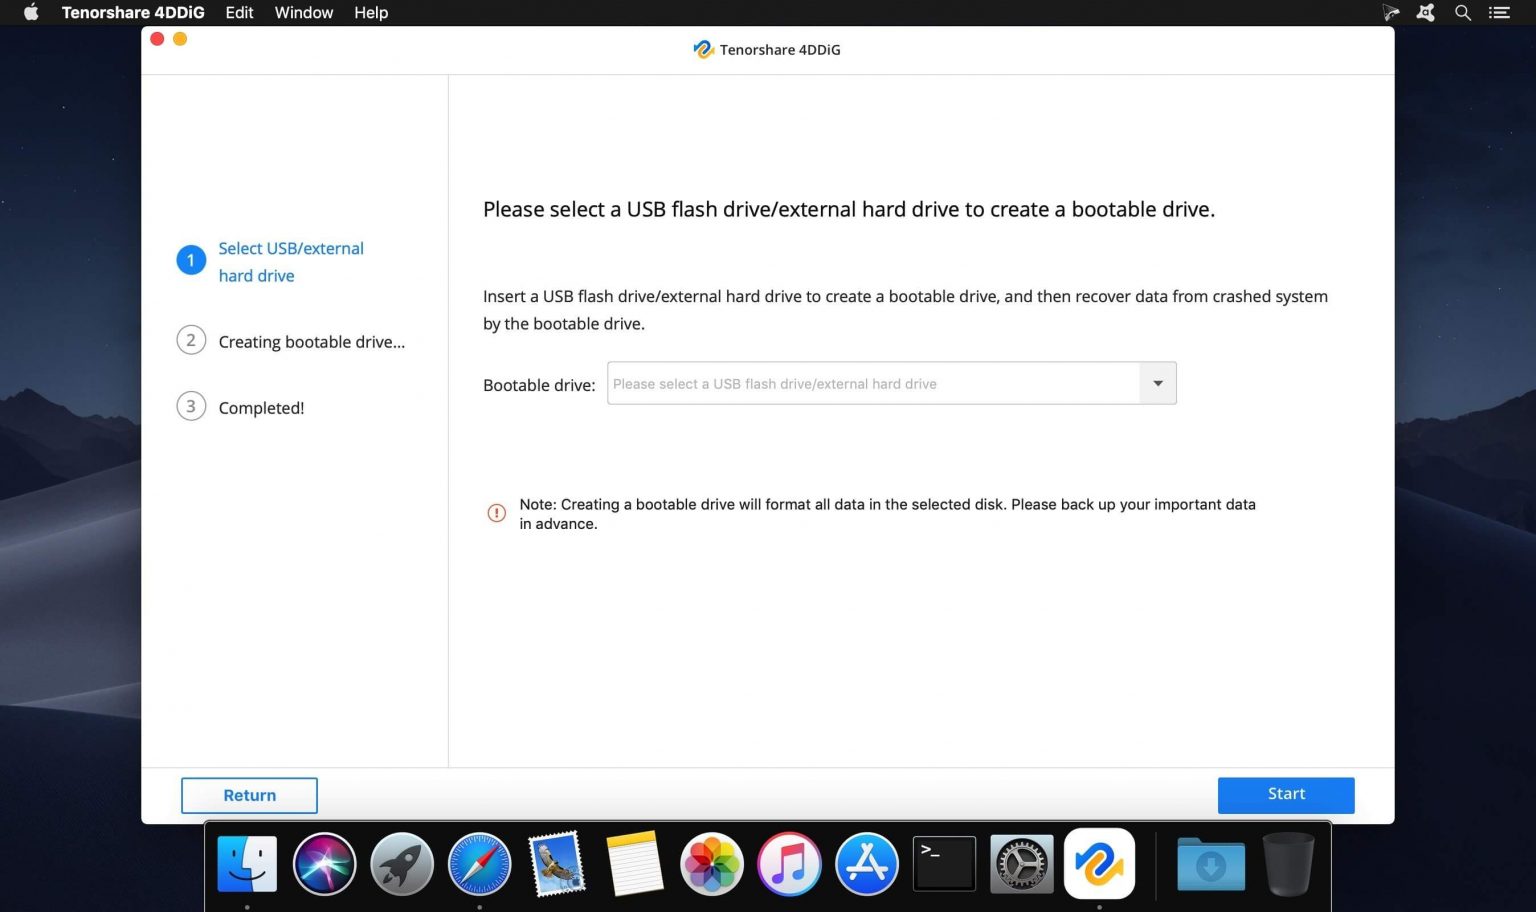 Tenorshare 4DDiG Edit Window Help
Tenorshare 4DDiG
Please select a USB flash drive/external hard drive to create a bootable drive.
1 Select USB/external
hard drive
2 Creating bootable drive...
3 Completed!
Insert a USB flash drive/external hard drive to create a bootable drive, and then recover data from crashed system
by the bootable drive.
Bootable drive: Please select a USB flash drive/external hard drive
Note: Creating a bootable drive will format all data in the selected disk. Please back up your important data
in advance.
Return
Start
>_